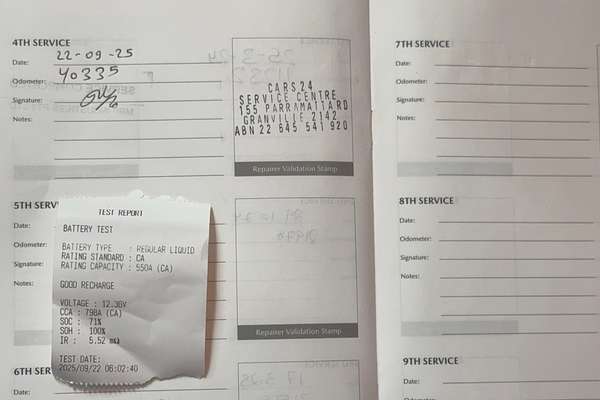 4TH SERVICE
Date: 22-09-25
Odometer: 40335
Signature:
Notes:
CARS24
SERVICE CENTRE
155 PARRAMATTARD
GRANVILLE 2142
ABN 22 645 541 920
Repairer Validation Stamp
5TH SERV
Date:
Odometer:
Signature:
Notes:
Repairer Validation Stamp
TEST REPORT
BATTERY TEST
BATTERY TYPE : REGULAR LIQUID
RATING STANDARD : CA
RATING CAPACITY : 550A (CA)
GOOD RECHARGE
VOLTAGE : 12.36V
CCA : 798A (CA)
SOC : 71%
SOH : 100%
IR : 5.52 mΩ
TEST DATE:
2025/09/22 06:02:40
6TH SER
Date:
7TH SERVICE
Date:
Odometer:
Signature:
Notes:
8TH SERVICE
Date:
Odometer:
Signature:
Notes:
9TH SERVICE
Date: